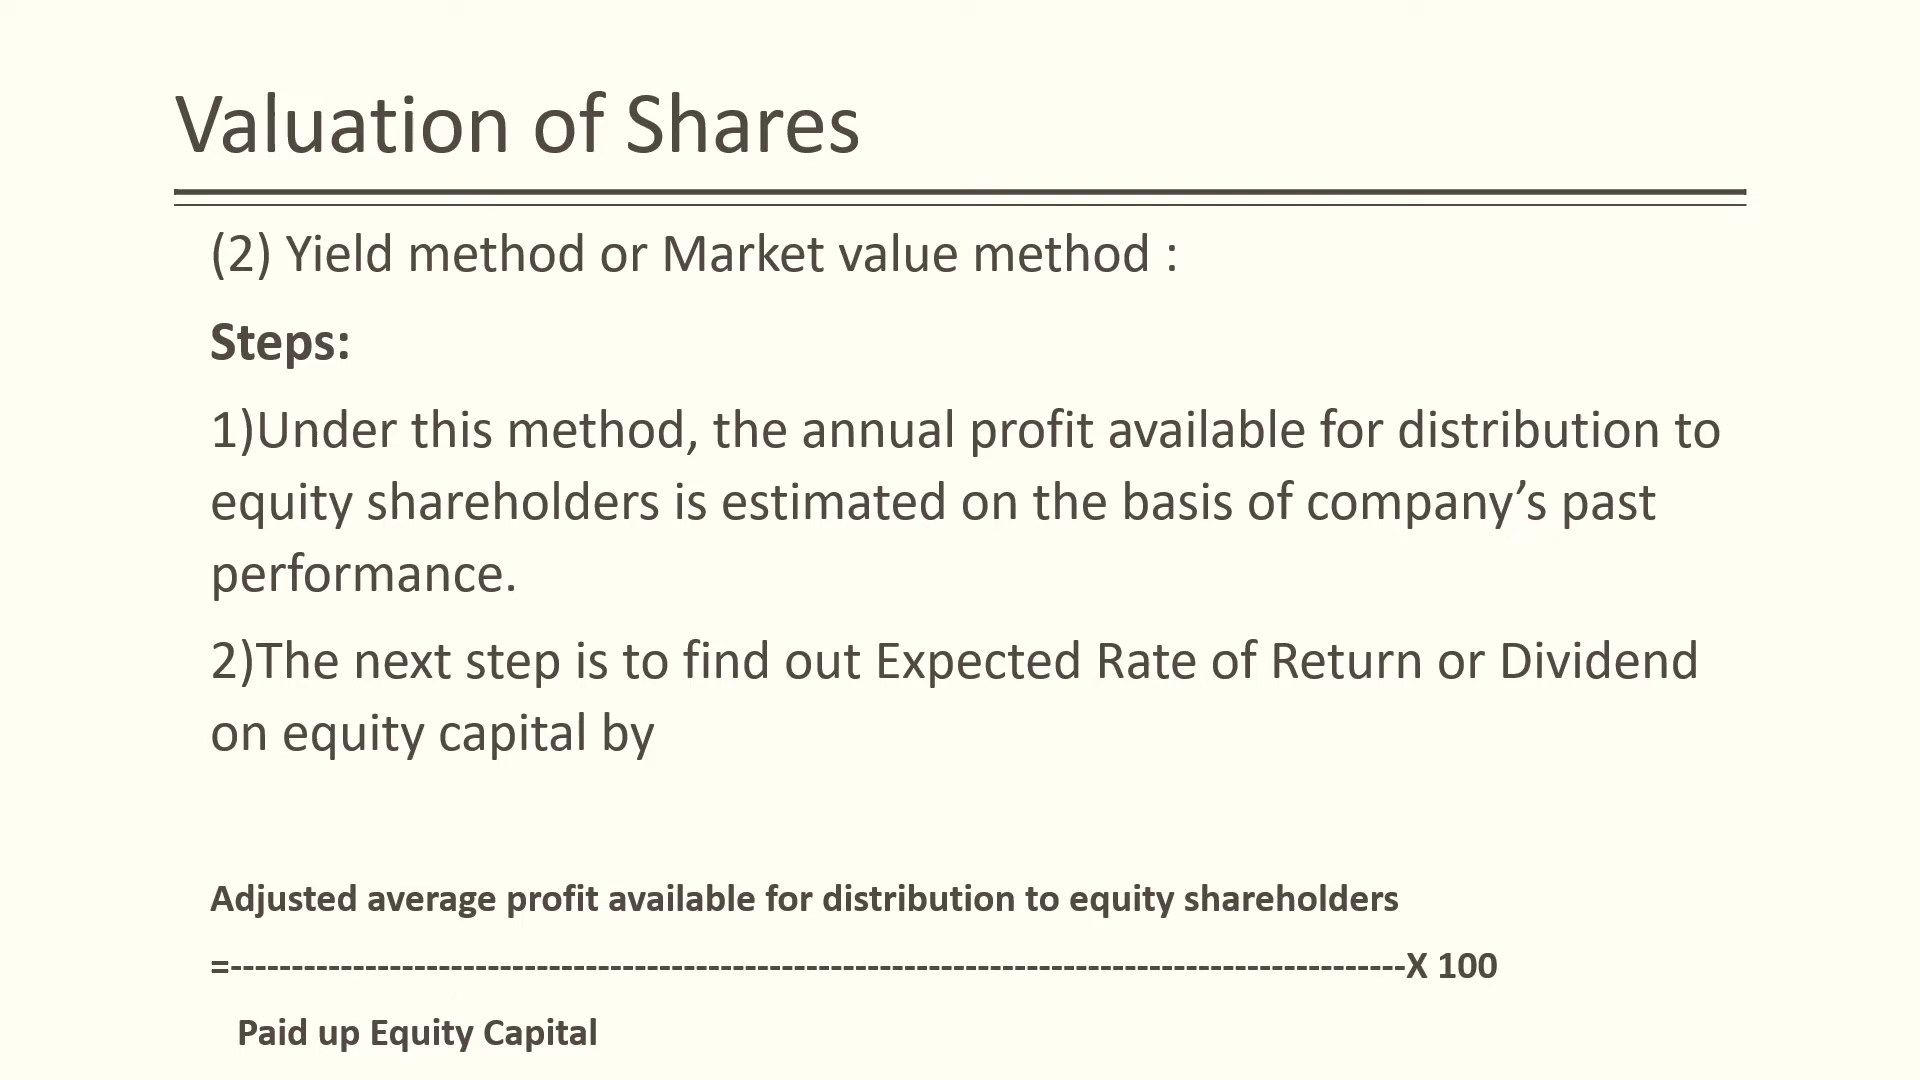 Valuation of Shares
(2) Yield method or Market value method :
Steps:
1)Under this method, the annual profit available for distribution to
equity shareholders is estimated on the basis of company’s past
performance.
2)The next step is to find out Expected Rate of Return or Dividend
on equity capital by
Adjusted average profit available for distribution to equity shareholders
=------------------------------------------------------------------------------------------------X 100
Paid up Equity Capital